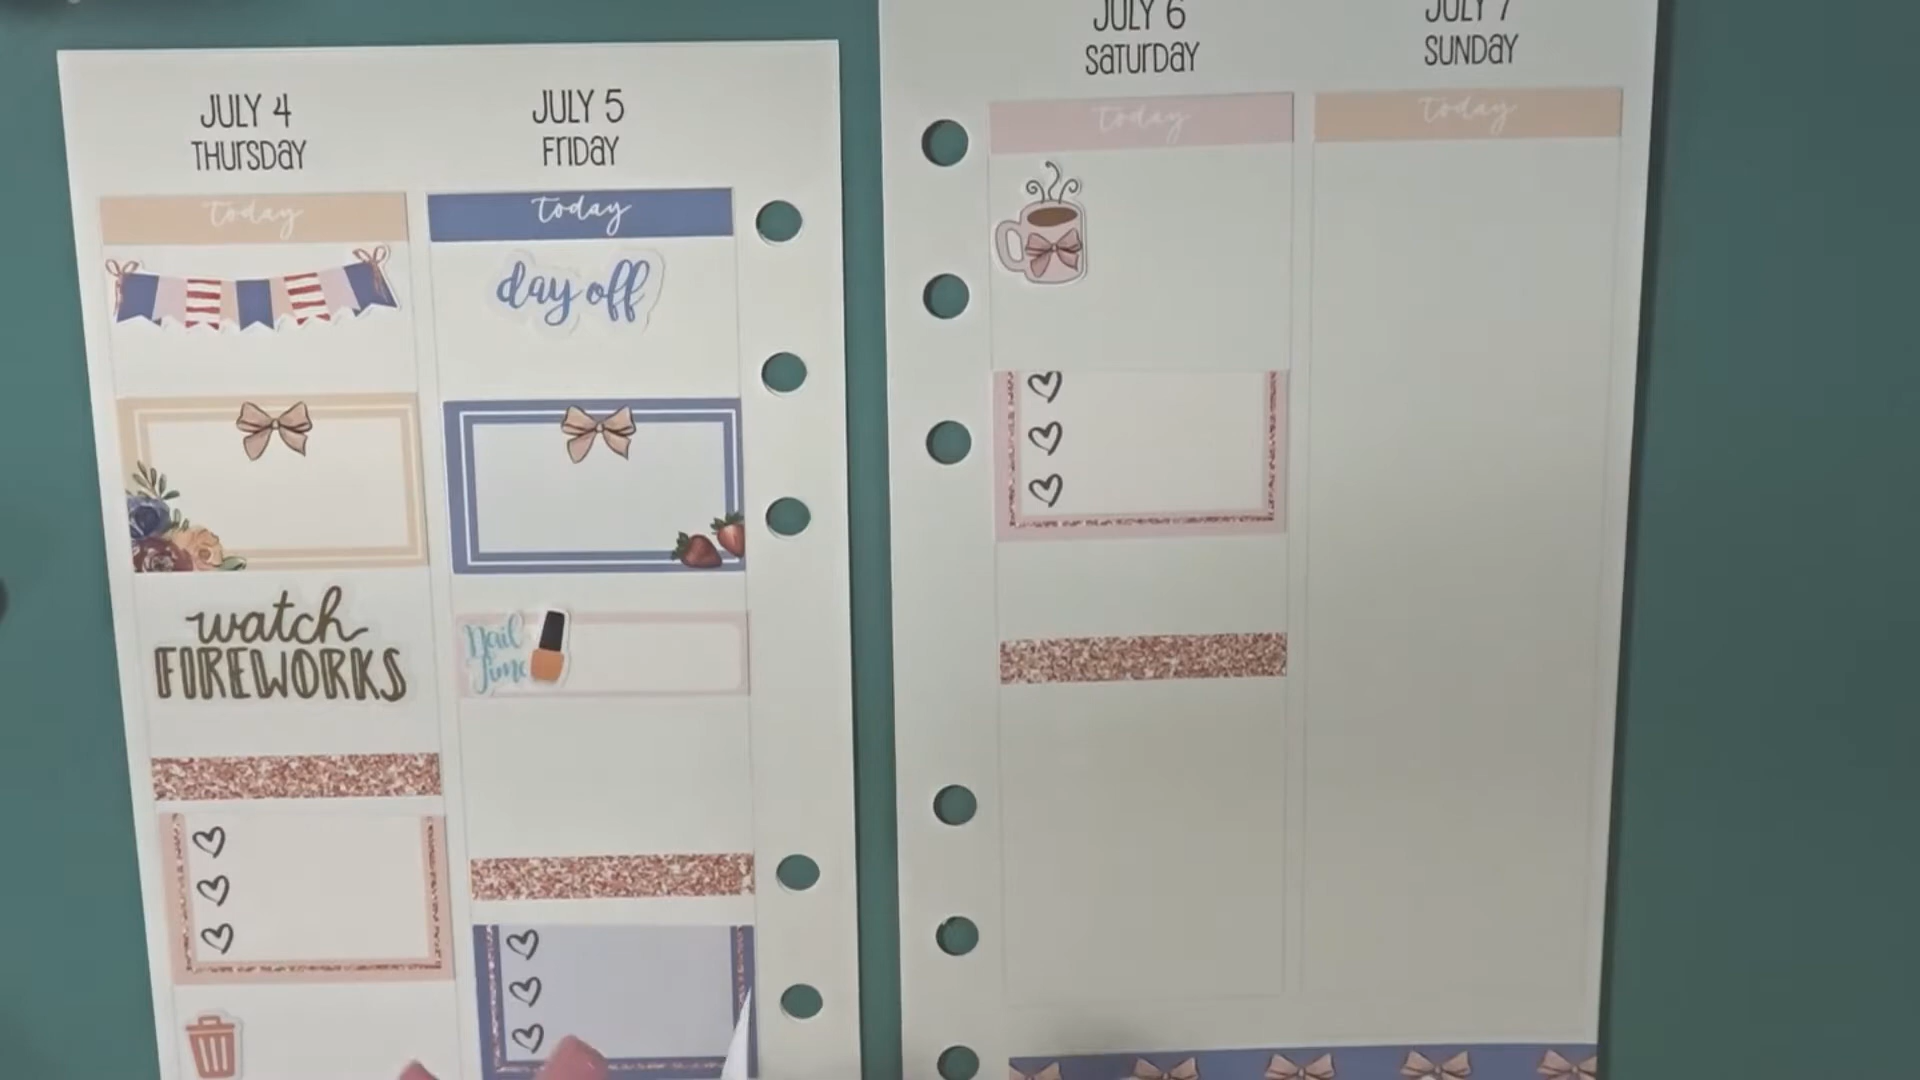 JULY 4
THURSDAY
today
watch
FIREWORKS
JULY 5
FRIDAY
today
day off
Nail
Time
JULY 6
SATURDAY
today
JULY 7
SUNDAY
today